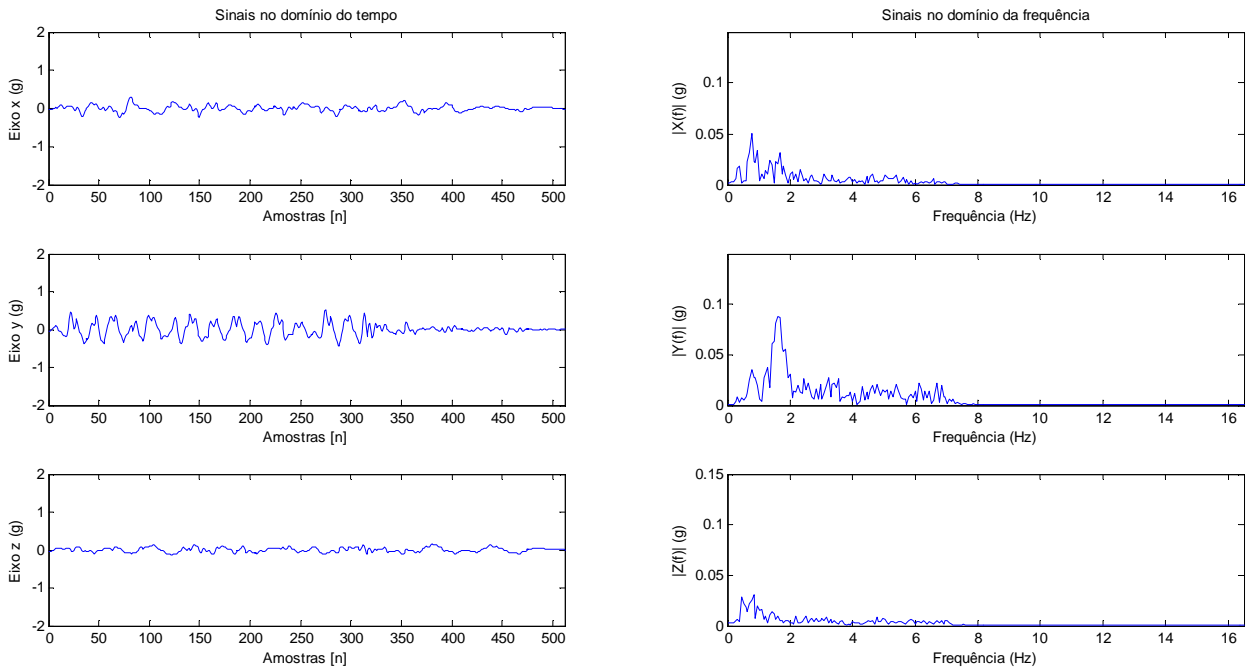 Sinais no domínio do tempo
2
1
0
-1
-2
Eixo x (g)
0 50 100 150 200 250 300 350 400 450 500
Amostras [n]
Sinais no domínio da frequência
0.1
0.05
0
|X(f)| (g)
0 2 4 6 8 10 12 14 16
Frequência (Hz)
2
1
0
-1
-2
Eixo y (g)
0 50 100 150 200 250 300 350 400 450 500
Amostras [n]
0.1
0.05
0
|Y(f)| (g)
0 2 4 6 8 10 12 14 16
Frequência (Hz)
2
1
0
-1
-2
Eixo z (g)
0 50 100 150 200 250 300 350 400 450 500
Amostras [n]
0.15
0.1
0.05
0
|Z(f)| (g)
0 2 4 6 8 10 12 14 16
Frequência (Hz)